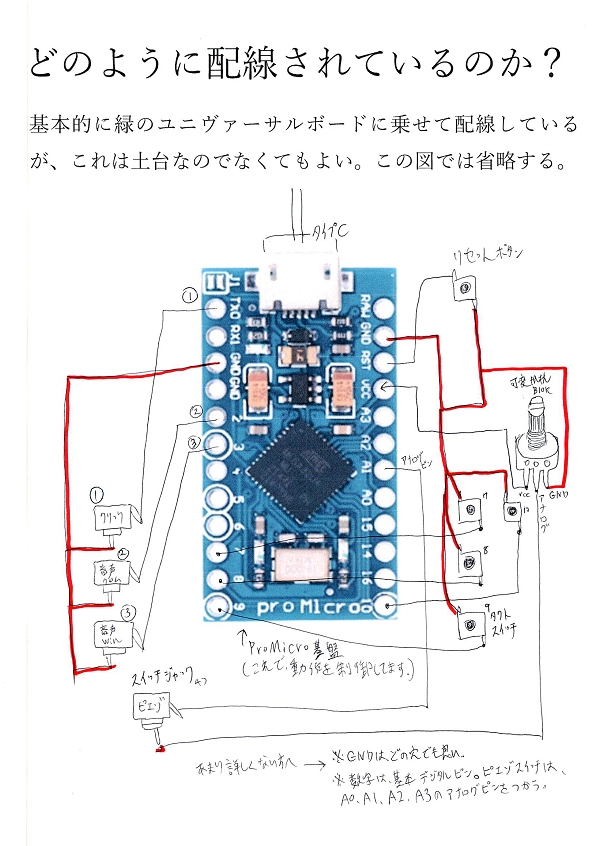 どのように配線されているのか？
基本的に緑のユニヴァーサルボードに乗せて配線している
が、これは土台なのでなくてもよい。この図では省略する。
タイプC
リセットボタン
①
J1
TXO
RX1
GND
GND
2
3
4
5
6
7
8
9
RAW
GND
RST
VCC
A3
A2
A1
A0
15
14
16
10
②
③
アナログピン
可変抵抗
B10K
VCC
アナログ
GND
7
10
8
9
タクト
スイッチ
①
クリック
②
音声
③
音声
win
pro Micro
ProMicro基盤
(これで、動作を制御してます。)
スイッチジャック
ピエゾ
あまり詳しくない方へ → ※GNDはどの穴でも良い。
※数字は、基本デジタルピン。ピエゾスイッチは、
A0、A1、A2、A3のアナログピンをつかう。